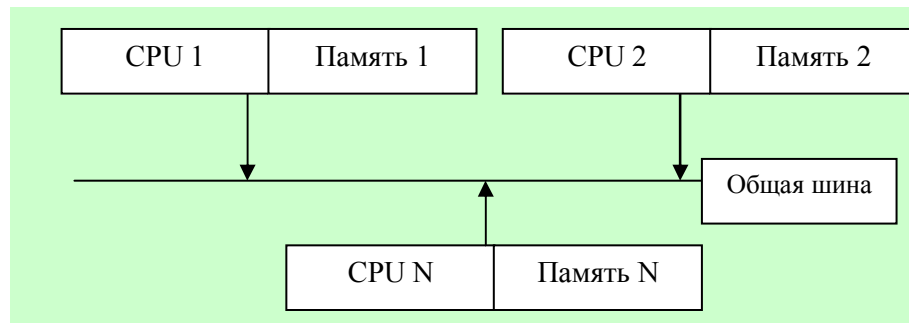 CPU 1 Память 1 CPU 2 Память 2
Общая шина
CPU N Память N